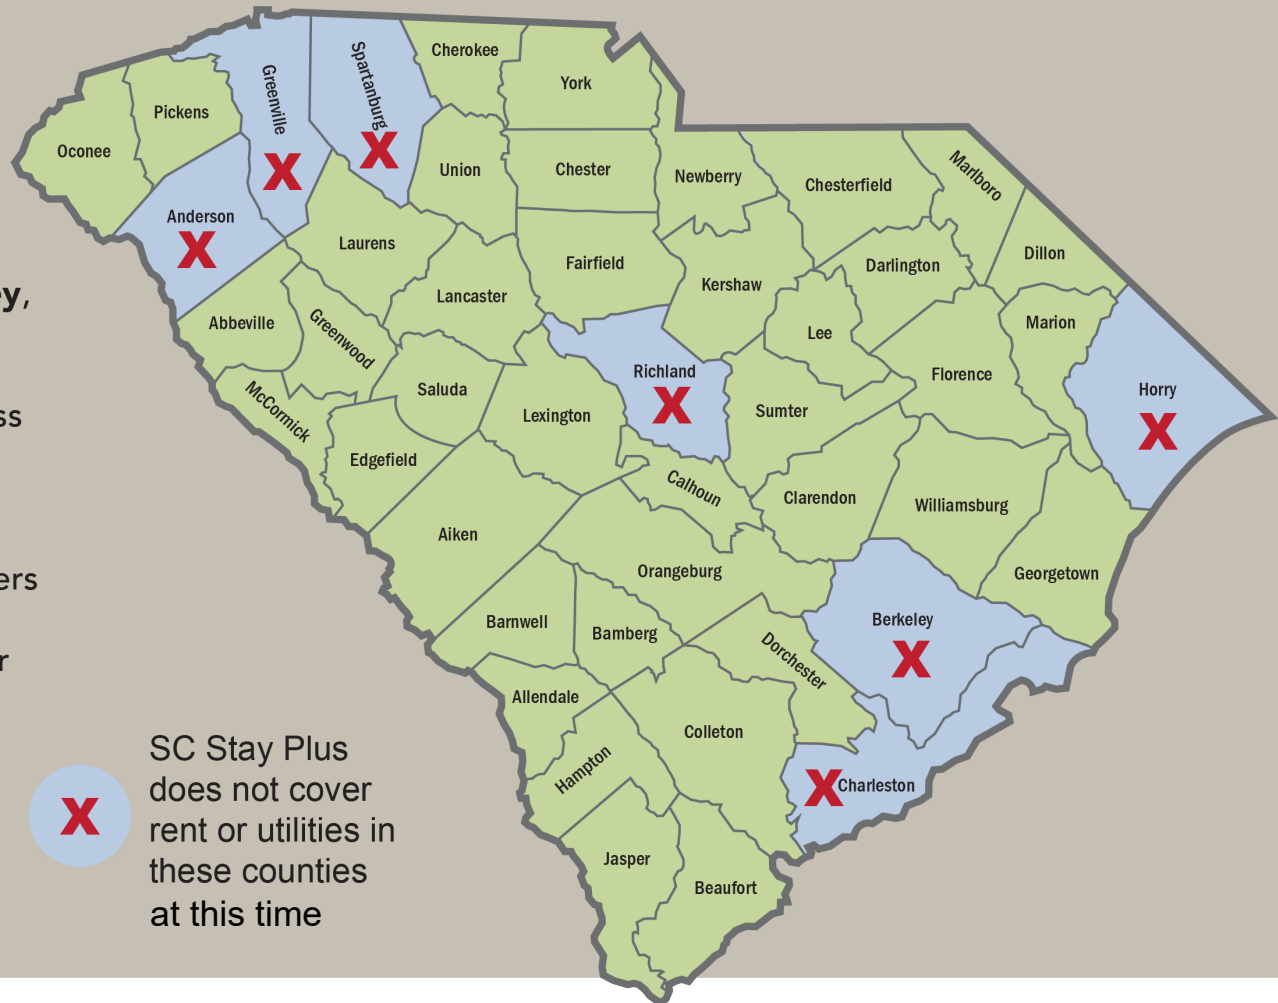 Cherokee
Spartanburg
York
Greenville
Pickens
Oconee
Union
Chester
Newberry
Chesterfield
Marlboro
Anderson
X
X
X
Laurens
Fairfield
Kershaw
Darlington
Dillon
ey,
Lancaster
Abbeville
Greenwood
Lee
Marion
Richland
X
Florence
Horry
X
ss
McCormick
Saluda
Lexington
Sumter
Edgefield
Calhoun
Clarendon
Williamsburg
Aiken
ers
Orangeburg
Georgetown
Barnwell
Bamberg
Berkeley
X
r
Dorchester
Allendale
Colleton
Hampton
X
Charleston
Jasper
Beaufort
X
SC Stay Plus
does not cover
rent or utilities in
these counties
at this time